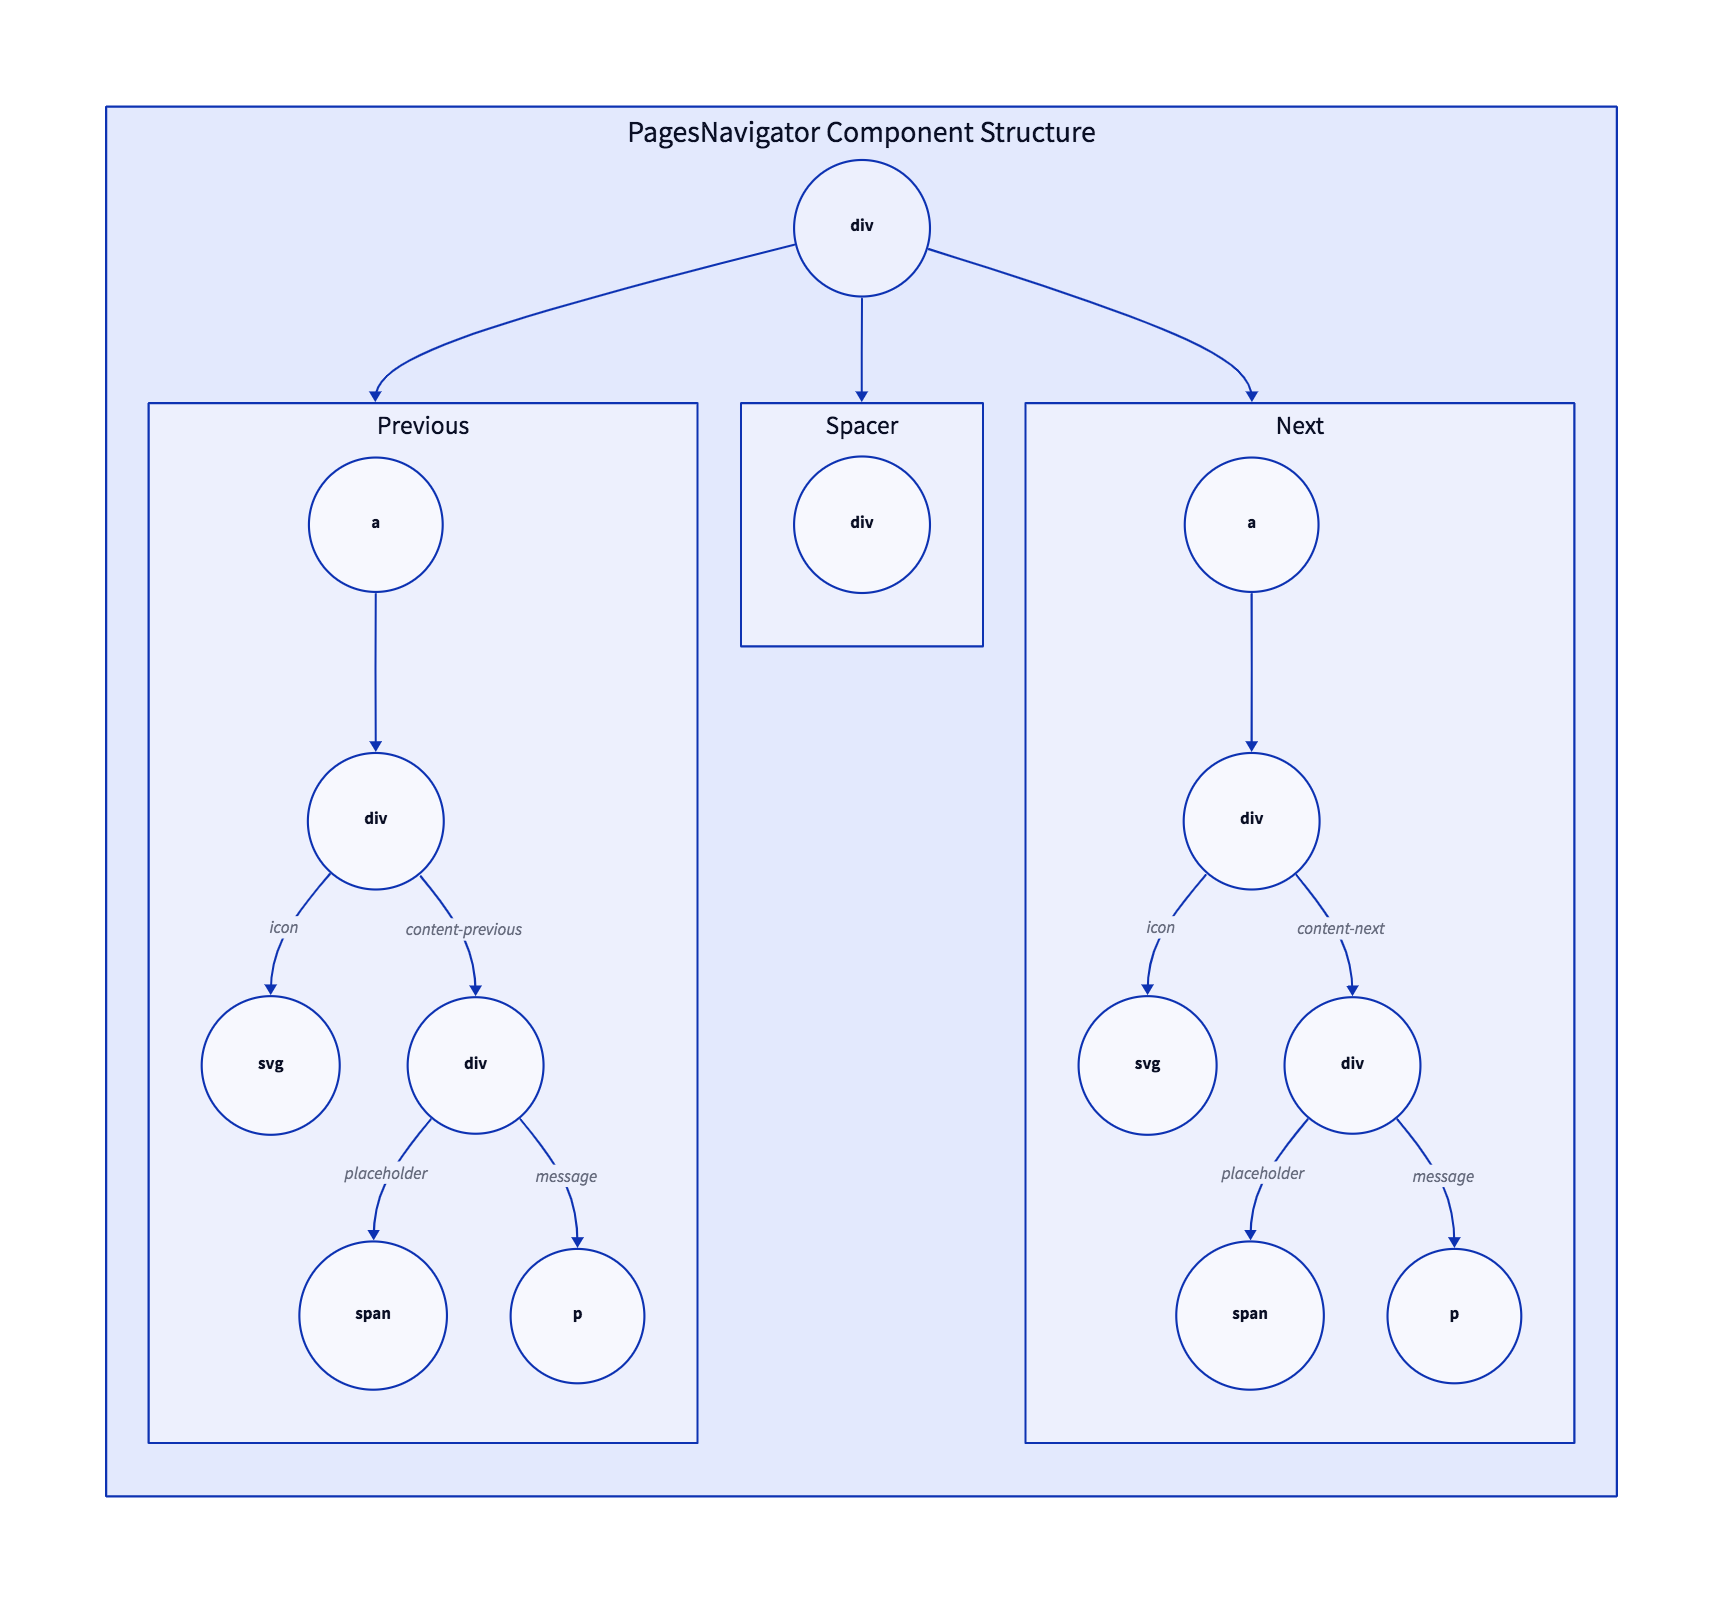 PagesNavigator Component Structure
div
Previous
Spacer
Next
a
div
a
div
div
icon
content-previous
icon
content-next
svg
div
svg
div
placeholder
message
placeholder
message
span
p
span
p